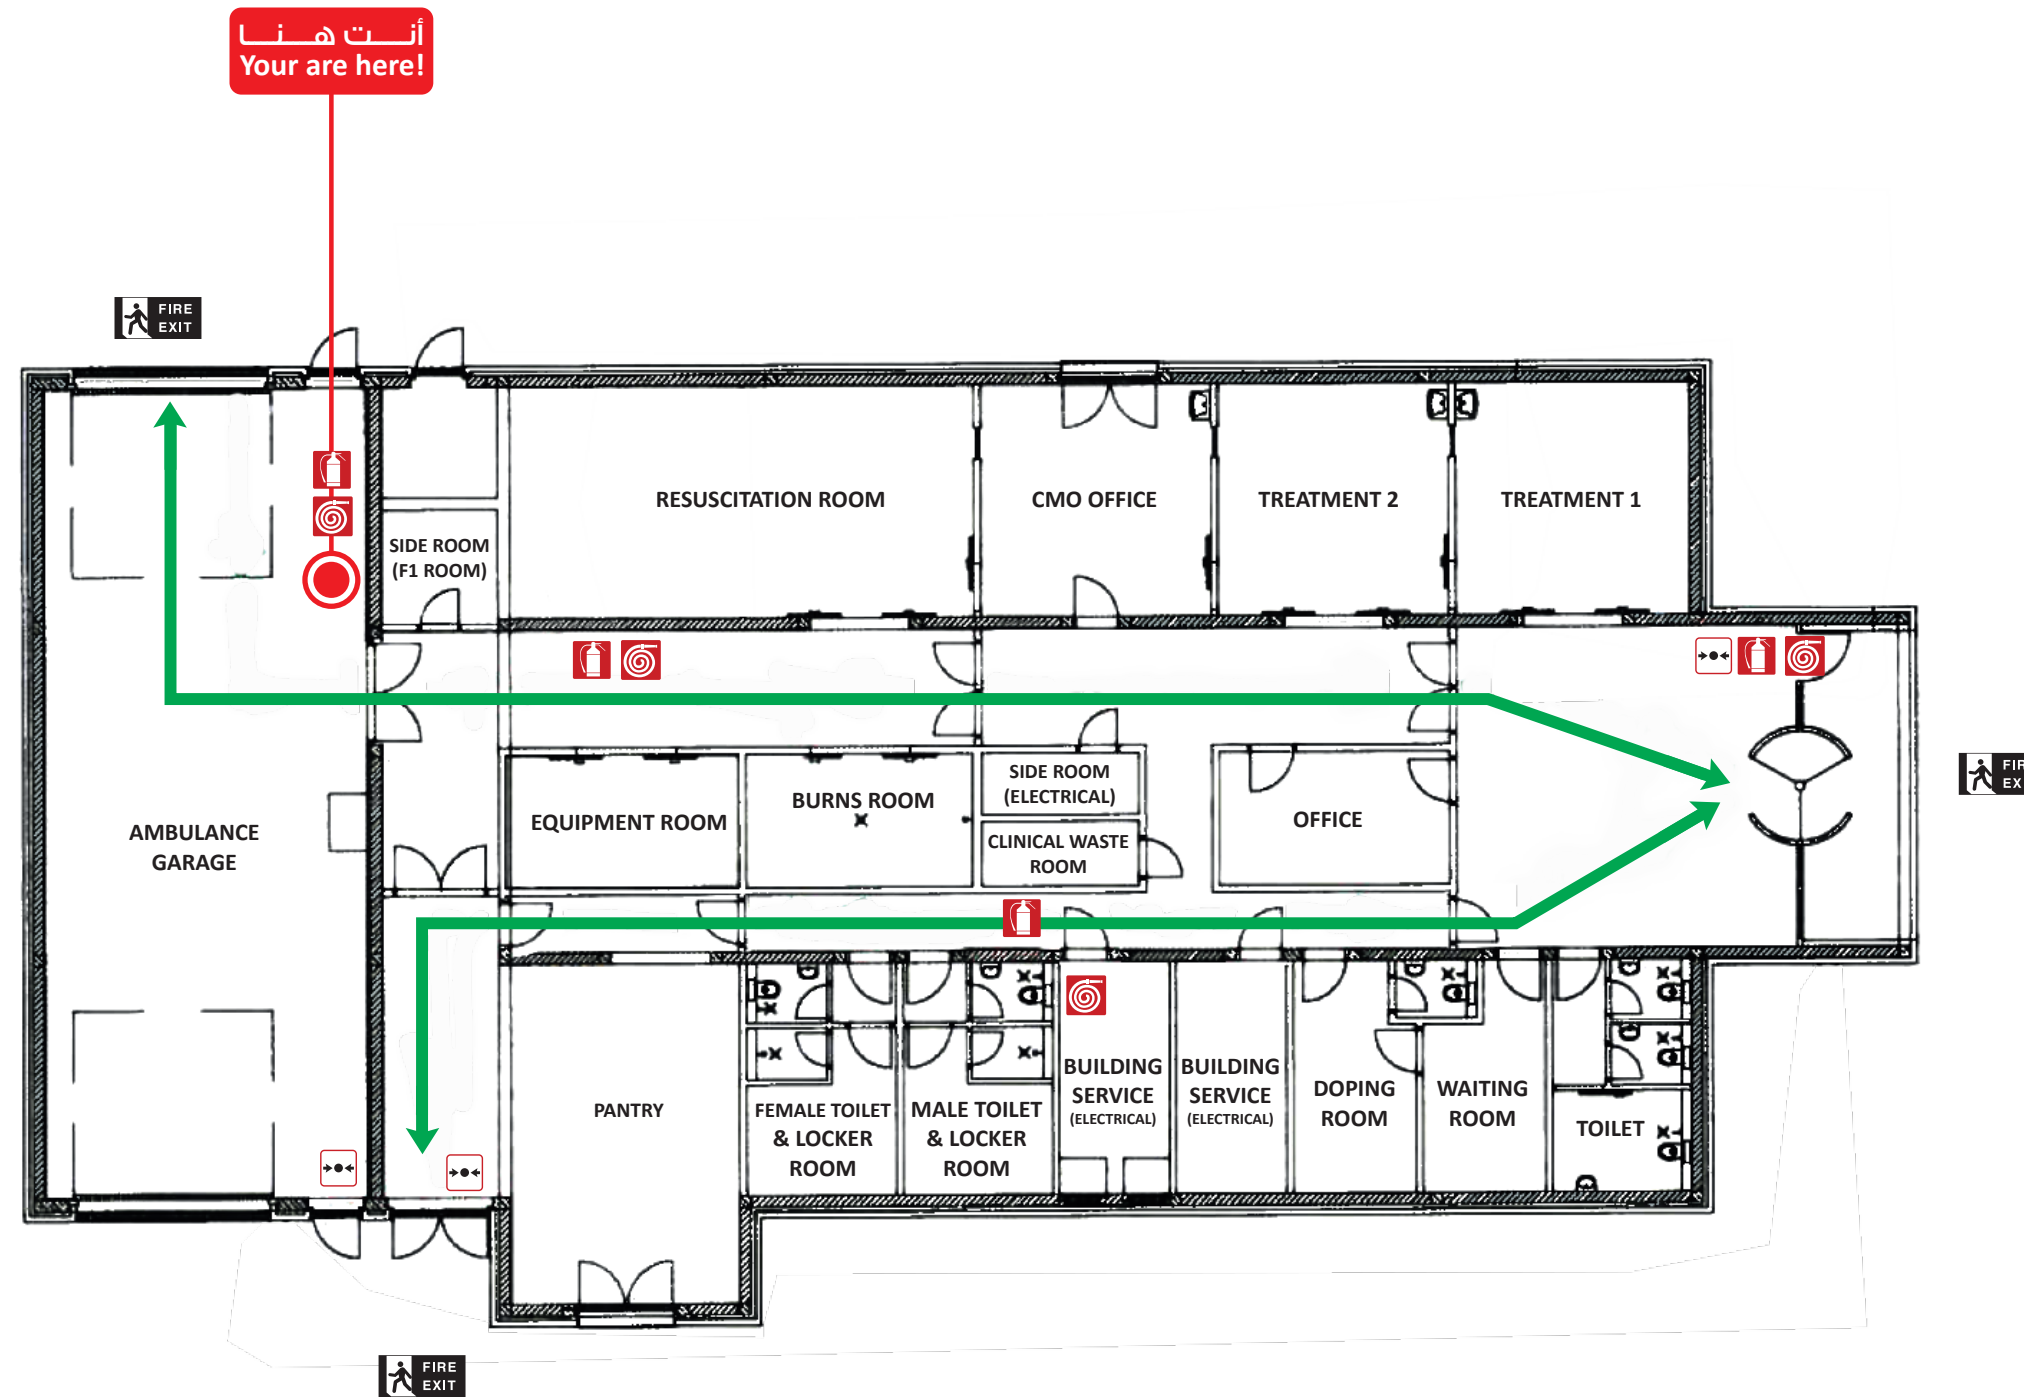 أنت هنا
Your are here!
FIRE
EXIT
RESUSCITATION ROOM
CMO OFFICE
TREATMENT 2
TREATMENT 1
SIDE ROOM
(F1 ROOM)
AMBULANCE
GARAGE
EQUIPMENT ROOM
BURNS ROOM
SIDE ROOM
(ELECTRICAL)
CLINICAL WASTE
ROOM
OFFICE
FIR
EX
PANTRY
FEMALE TOILET
& LOCKER
ROOM
MALE TOILET
& LOCKER
ROOM
BUILDING
SERVICE
(ELECTRICAL)
BUILDING
SERVICE
(ELECTRICAL)
DOPING
ROOM
WAITING
ROOM
TOILET
FIRE
EXIT